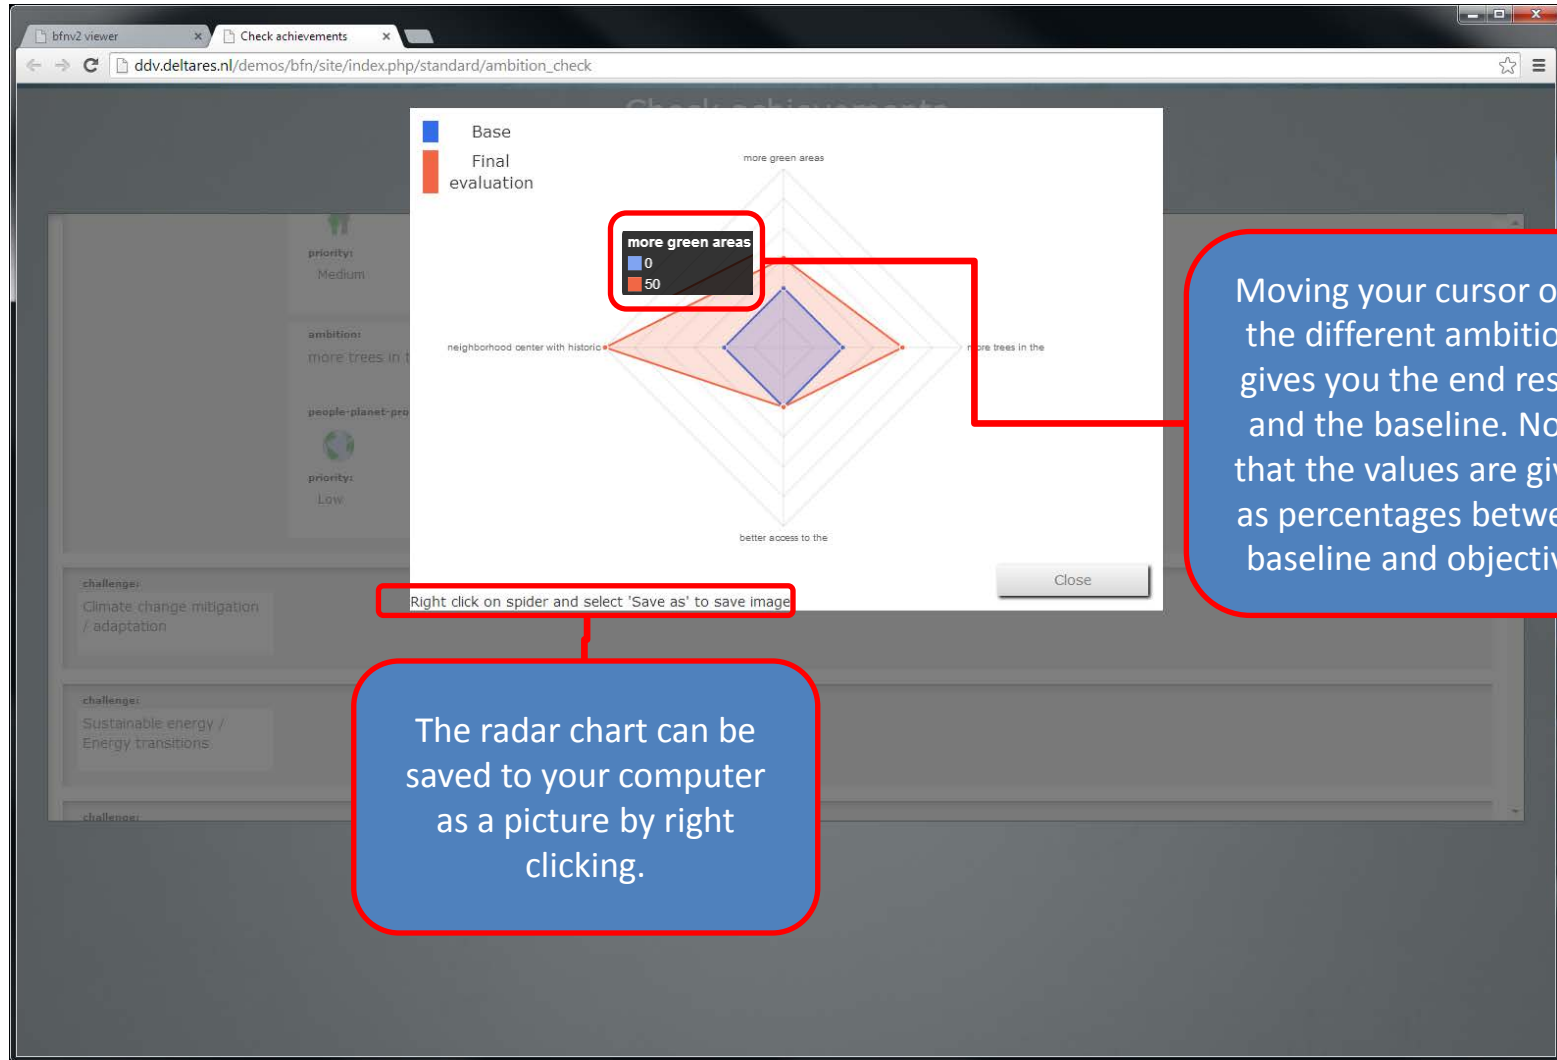 bfnv2 viewer
Check achievements
ddv.deltares.nl/demos/bfn/site/index.php/standard/ambition_check
Check achievements
Base
Final
evaluation
more green areas
more green areas
0
50
neighborhood center with historic
more trees in the
better access to the
Close
Right click on spider and select 'Save as' to save image
priority:
Medium
ambition:
more trees in t
people-planet-pro
priority:
Low
challenge:
Climate change mitigation
/ adaptation
challenge:
Sustainable energy /
Energy transitions
challenge:
Moving your cursor o
the different ambitio
gives you the end res
and the baseline. No
that the values are giv
as percentages betwe
baseline and objectiv
The radar chart can be
saved to your computer
as a picture by right
clicking.